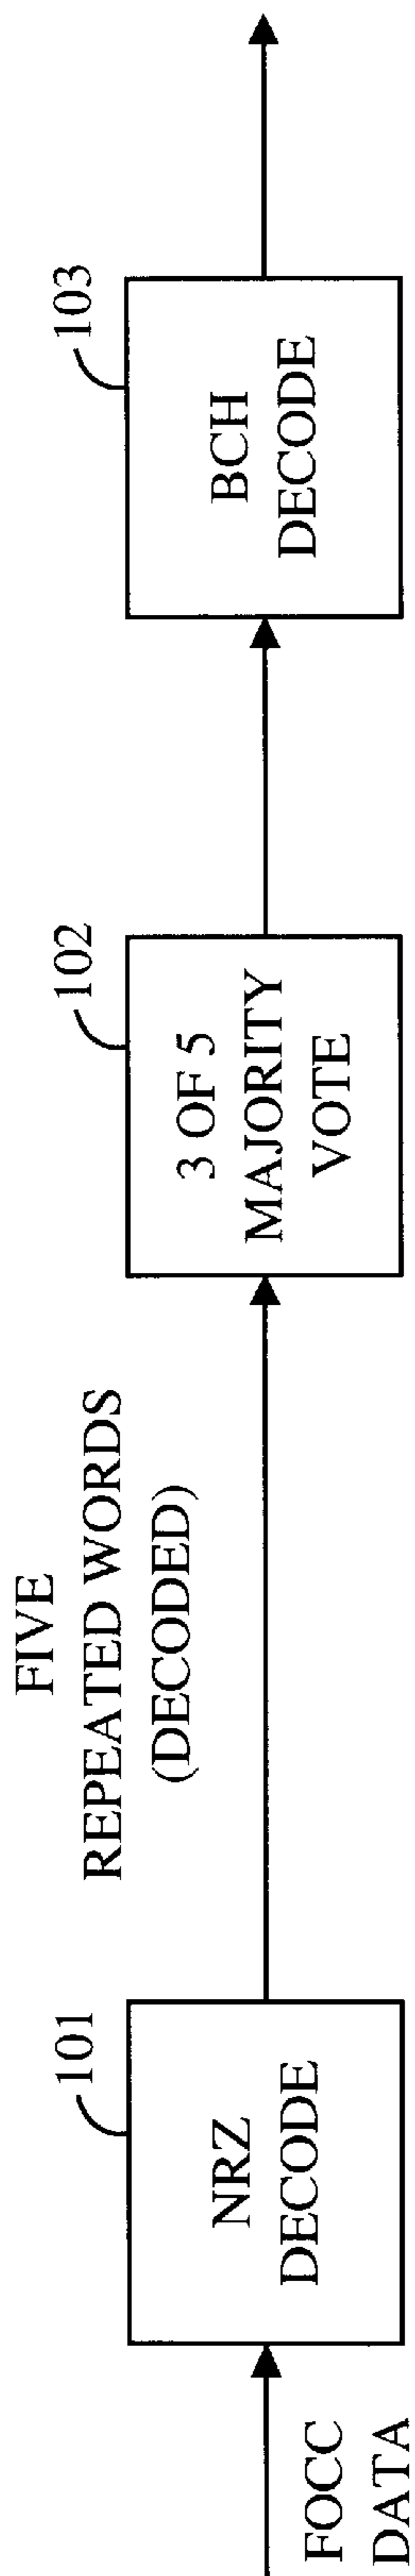 FOCC
DATA
101
NRZ
DECODE
FIVE
REPEATED WORDS
(DECODED)
102
3 OF 5
MAJORITY
VOTE
103
BCH
DECODE